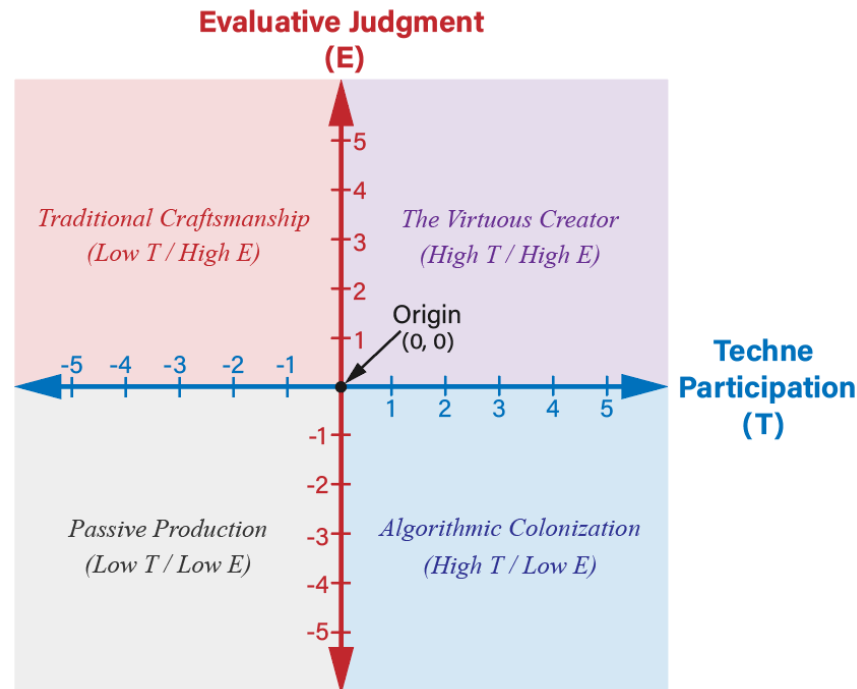 Evaluative Judgment
(E)
5
4
Traditional Craftsmanship
(Low T / High E)
The Virtuous Creator
(High T / High E)
3
2
Origin
(0, 0)
1
-5 -4 -3 -2 -1
1 2 3 4 5
Techne
Participation
(T)
-1
-2
Passive Production
(Low T / Low E)
Algorithmic Colonization
(High T / Low E)
-3
-4
-5